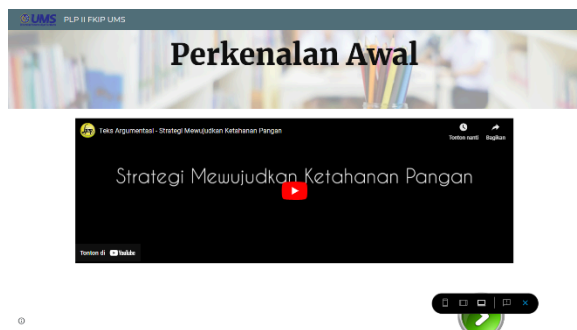 UMS PLP II FKIP UMS
Perkenalan Awal
Teks Argumentasi - Strategi Mewujudkan Ketahanan Pangan
Tonton nanti
Bagikan
Strategi Mewujudkan Ketahanan Pangan
Tonton di YouTube